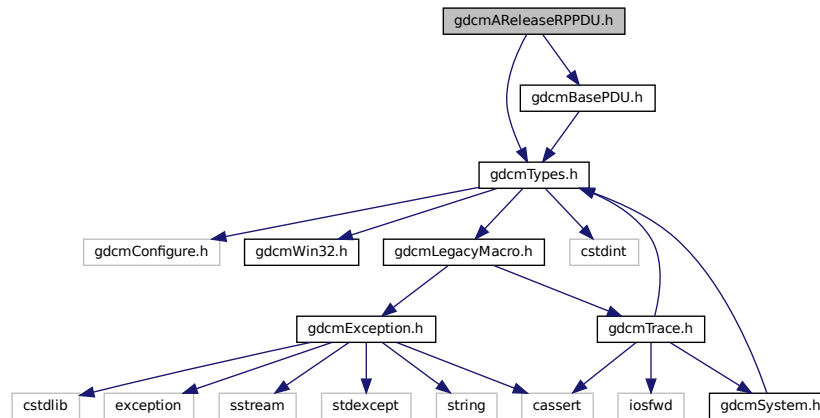 gdcmAReleaseRPPDU.h
gdcmBasePDU.h
gdcmTypes.h
gdcmConfigure.h
gdcmWin32.h
gdcmLegacyMacro.h
cstdint
gdcmException.h
gdcmTrace.h
cstdlib
exception
sstream
stdexcept
string
cassert
iosfwd
gdcmSystem.h